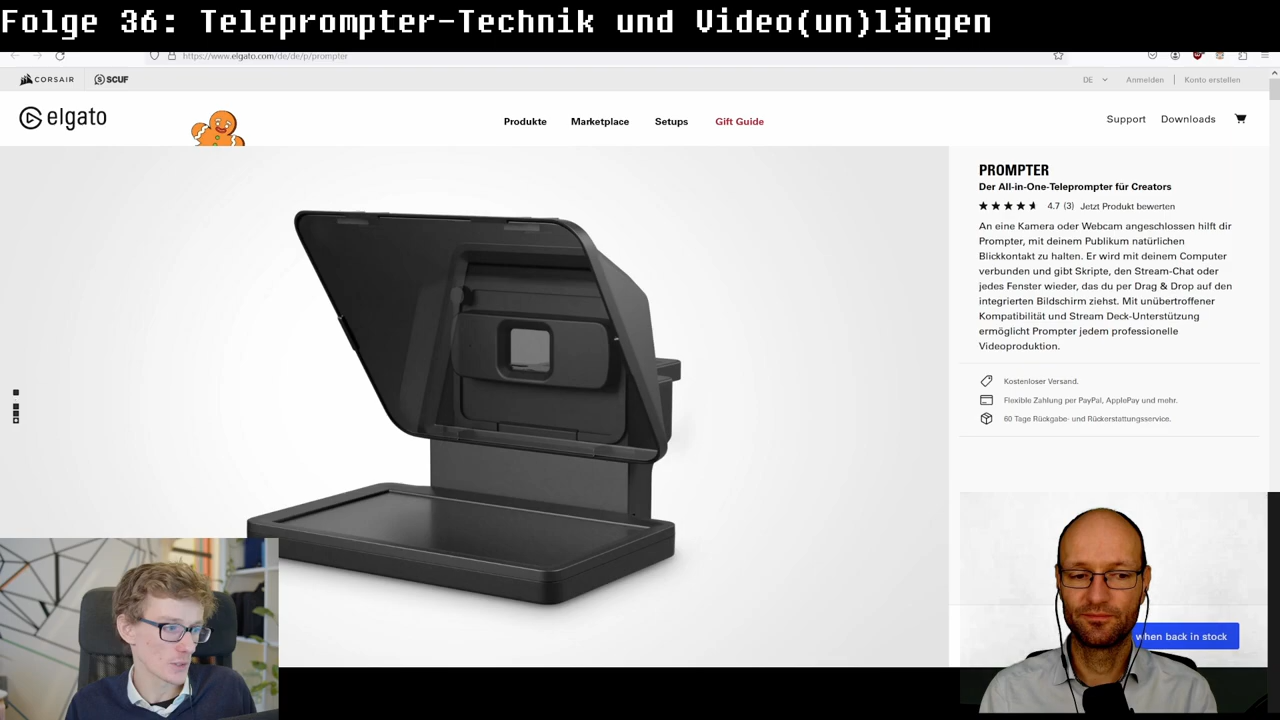 Folge 36: Teleprompter-Technik und Video(un)längen
https://www.elgato.com/de/de/p/prompter
CORSAIR
SCUF
DE
Anmelden
Konto erstellen
elgato
Produkte
Marketplace
Setups
Gift Guide
Support
Downloads
PROMPTER
Der All-in-One-Teleprompter für Creators
4.7 (3) Jetzt Produkt bewerten
An eine Kamera oder Webcam angeschlossen hilft dir
Prompter, mit deinem Publikum natürlichen
Blickkontakt zu halten. Er wird mit deinem Computer
verbunden und gibt Skripte, den Stream-Chat oder
jedes Fenster wieder, das du per Drag & Drop auf den
integrierten Bildschirm ziehst. Mit unübertroffener
Kompatibilität und Stream Deck-Unterstützung
ermöglicht Prompter jedem professionelle
Videoproduktion.
Kostenloser Versand.
Flexible Zahlung per PayPal, ApplePay und mehr.
60 Tage Rückgabe- und Rückerstattungsservice.
when back in stock